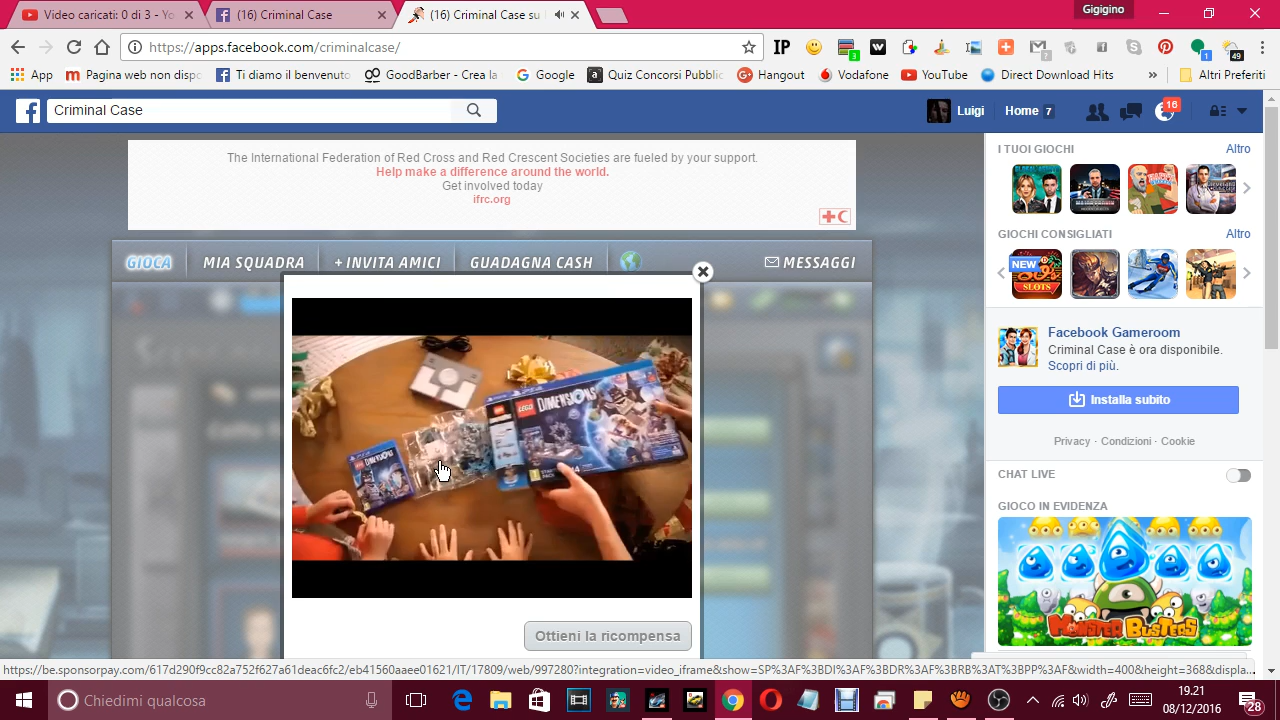 Gigigino
Video caricati: 0 di 3 - Yo
(16) Criminal Case
(16) Criminal Case su
https://apps.facebook.com/criminalcase/
IP
3
?
1
49
App
Pagina web non dispo
Ti diamo il benvenuto
GoodBarber - Crea la
Google
Quiz Concorsi Pubblic
Hangout
Vodafone
YouTube
Direct Download Hits
»
Altri Preferiti
Criminal Case
Luigi
Home 7
16
The International Federation of Red Cross and Red Crescent Societies are fueled by your support.
Help make a difference around the world.
Get involved today
ifrc.org
GIOCA
MIA SQUADRA
+ INVITA AMICI
GUADAGNA CASH
MESSAGGI
LEGO DIMENSIONS
LEGO DIMENSIONS
STARTER PACK
Ottieni la ricompensa
I TUOI GIOCHI
Altro
GIOCHI CONSIGLIATI
Altro
NEW
SLOTS
Facebook Gameroom
Criminal Case è ora disponibile.
Scopri di più.
Installa subito
Privacy · Condizioni · Cookie
CHAT LIVE
GIOCO IN EVIDENZA
MONSTER BUSTERS
https://be.sponsorpay.com/617d290f9cc82a752f627a61deac6fc2/eb41560aaee01621/IT/17809/web/997280?integration=video_iframe&show=SP%3AF%3BDI%3AF%3BDR%3AF%3BRB%3AT%3BPP%3AF&width=400&height=368&displa...
Chiedimi qualcosa
19.21
08/12/2016
28